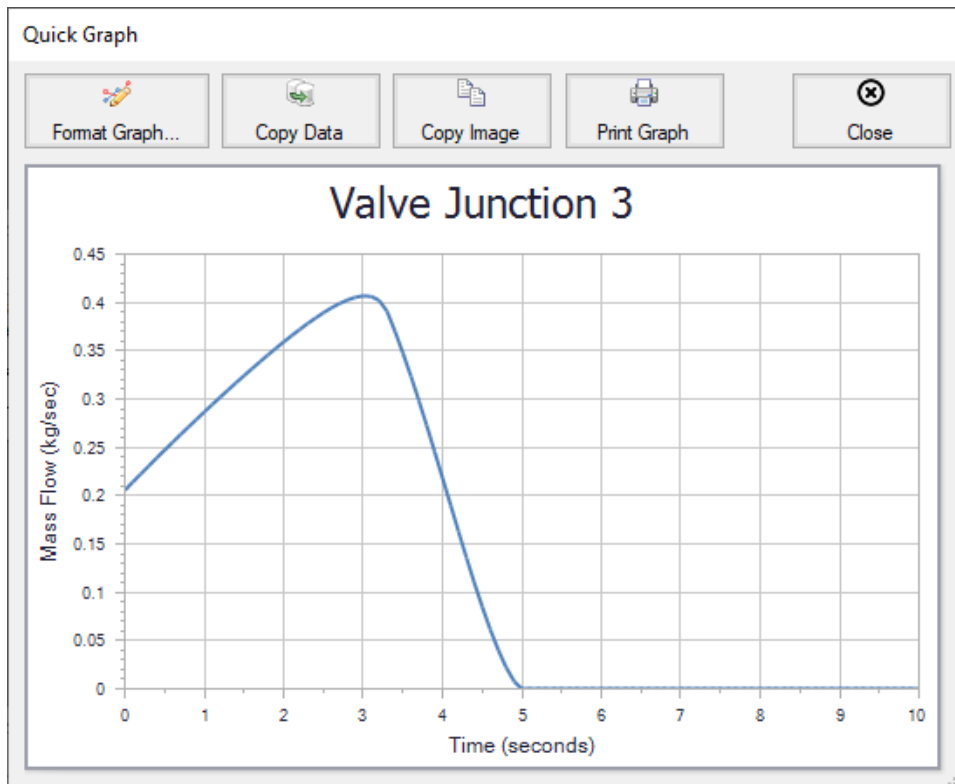 Quick Graph
Format Graph... Copy Data Copy Image Print Graph Close
Valve Junction 3
Mass Flow (kg/sec)
0.45
0.4
0.35
0.3
0.25
0.2
0.15
0.1
0.05
0
0 1 2 3 4 5 6 7 8 9 10
Time (seconds)